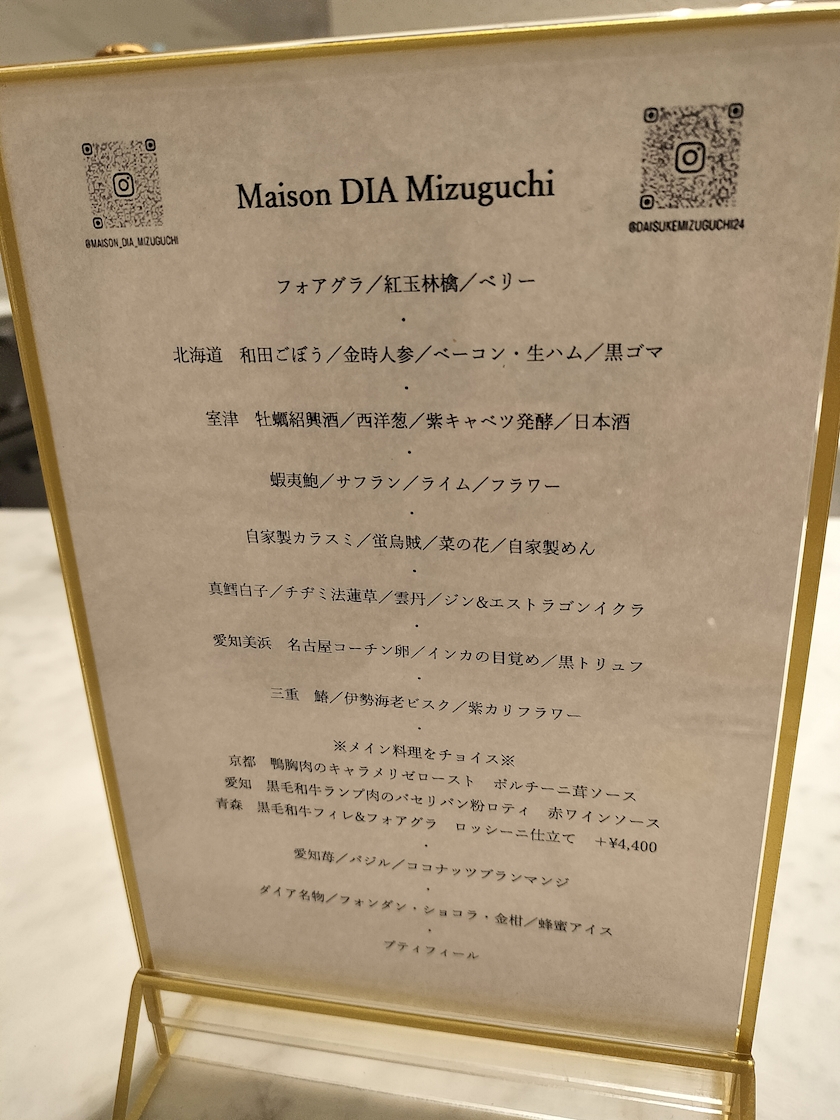 Maison DIA Mizuguchi
@MAISON_DIA_MIZUGUCHI
@DAISUKEMIZUGUCHI24
フォアグラ／紅玉林檎／ベリー
・
北海道　和田ごぼう／金時人参／ベーコン・生ハム／黒ゴマ
・
室津　牡蠣紹興酒／西洋葱／紫キャベツ発酵／日本酒
・
蝦夷鮑／サフラン／ライム／フラワー
・
自家製カラスミ／蛍烏賊／菜の花／自家製めん
・
真鱈白子／チヂミ法蓮草／雲丹／ジン&エストラゴンイクラ
・
愛知美浜　名古屋コーチン卵／インカの目覚め／黒トリュフ
・
三重　鰆／伊勢海老ビスク／紫カリフラワー
・
※メイン料理をチョイス※
京都　鴨胸肉のキャラメリゼロースト　ポルチーニ茸ソース
愛知　黒毛和牛ランプ肉のパセリパン粉ロティ　赤ワインソース
青森　黒毛和牛フィレ&フォアグラ　ロッシーニ仕立て　+¥4,400
・
愛知苺／バジル／ココナッツブランマンジ
・
ダイア名物／フォンダン・ショコラ・金柑／蜂蜜アイス
・
プティフィール